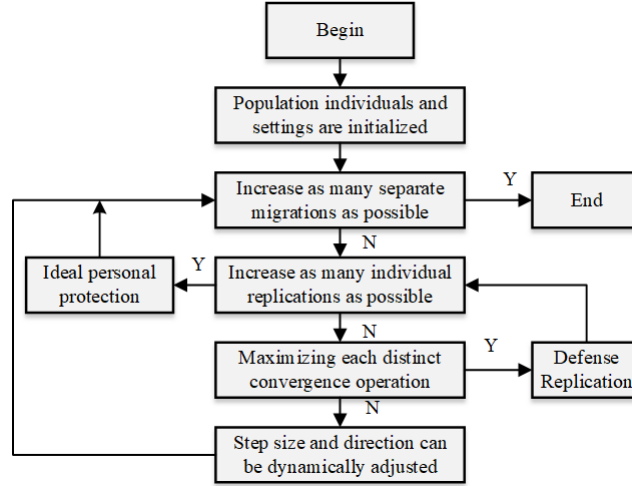 Begin
Population individuals and
settings are initialized
Increase as many separate
migrations as possible
Y
End
N
Ideal personal
protection
Y
Increase as many individual
replications as possible
N
Maximizing each distinct
convergence operation
Y
Defense
Replication
N
Step size and direction can
be dynamically adjusted